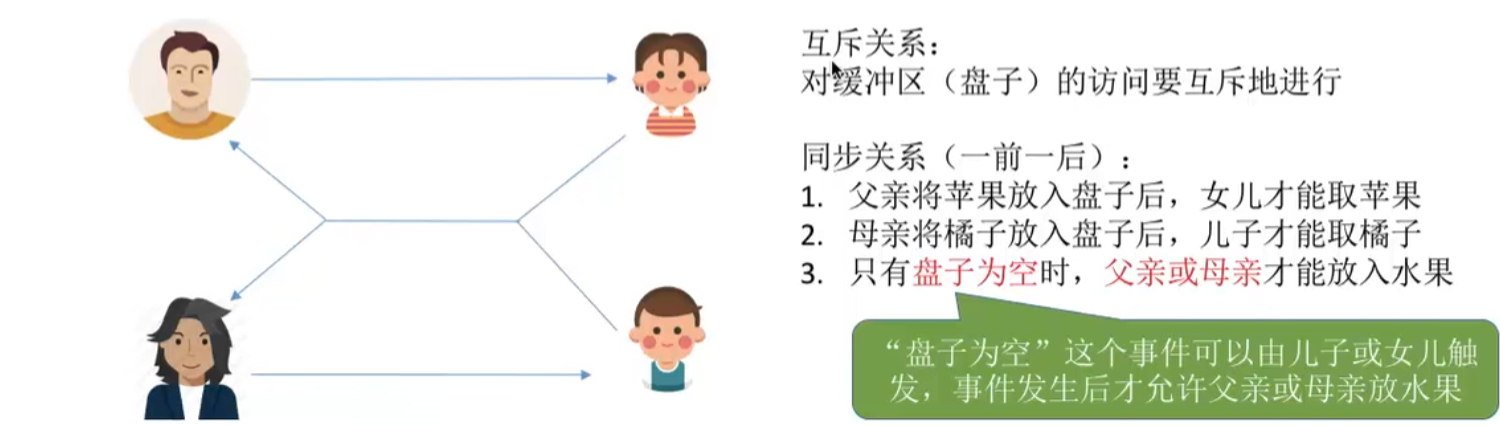 互斥关系：
对缓冲区（盘子）的访问要互斥地进行
同步关系（一前一后）：
1. 父亲将苹果放入盘子后，女儿才能取苹果
2. 母亲将橘子放入盘子后，儿子才能取橘子
3. 只有盘子为空时，父亲或母亲才能放入水果
“盘子为空”这个事件可以由儿子或女儿触
发，事件发生后才允许父亲或母亲放水果